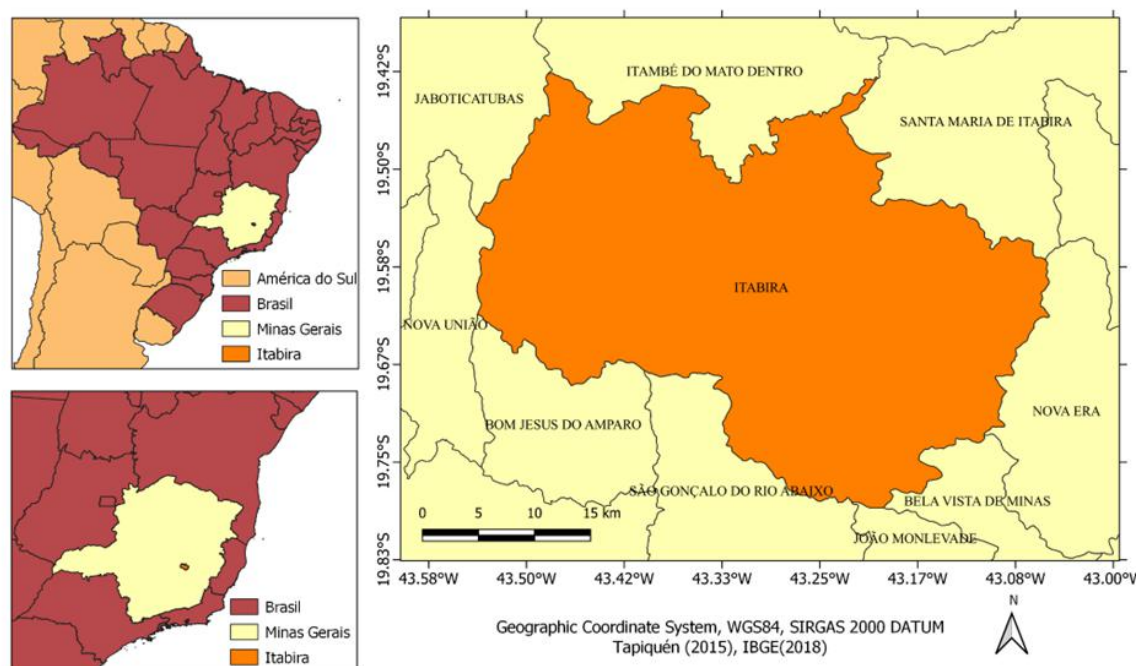 América do Sul
Brasil
Minas Gerais
Itabira
Brasil
Minas Gerais
Itabira
ITAMBÉ DO MATO DENTRO
JABOTICATUBAS
SANTA MARIA DE ITABIRA
ITABIRA
NOVA UNIÃO
NOVA ERA
BOM JESUS DO AMPARO
SÃO GONÇALO DO RIO ABAIXO
BELA VISTA DE MINAS
JOÃO MONLEVADE
0 5 10 15 km
19.42°S
19.50°S
19.58°S
19.67°S
19.75°S
19.83°S
43.58°W 43.50°W 43.42°W 43.33°W 43.25°W 43.17°W 43.08°W 43.00°W
N
Geographic Coordinate System, WGS84, SIRGAS 2000 DATUM
Tapiquén (2015), IBGE(2018)